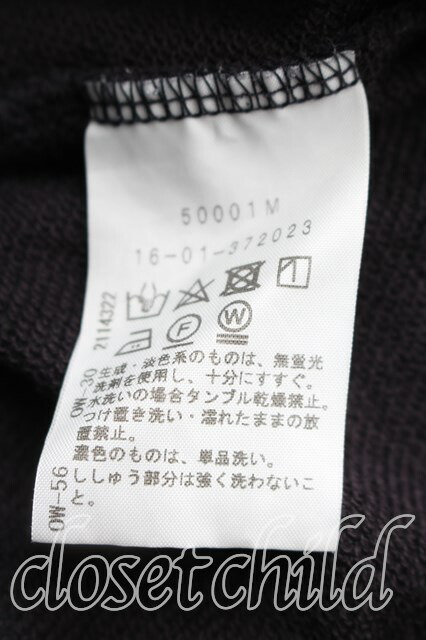 50001M
16-01-372023
2114322
OW-30
OW-56
F
W
生成・淡色系のものは、無蛍光
洗剤を使用し、十分にすすぐ。
水洗いの場合タンブル乾燥禁止。
つけ置き洗い・濡れたままの放
置禁止。
濃色のものは、単品洗い。
ししゅう部分は強く洗わないこ
と。
closetchild